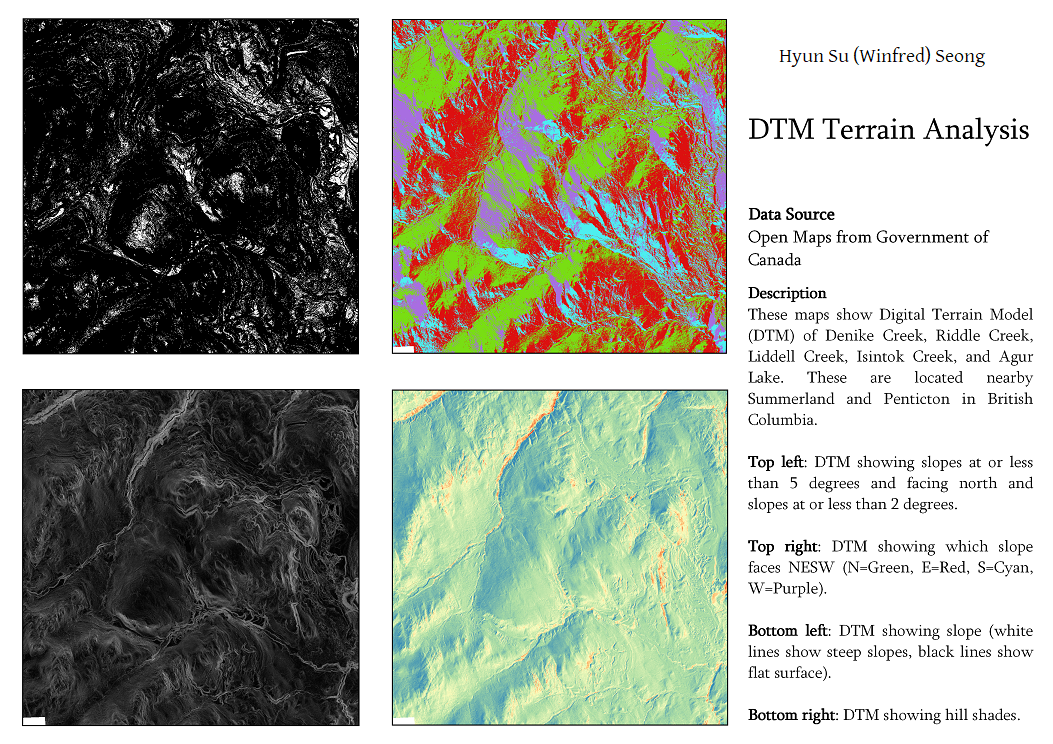 Hyun Su (Winfred) Seong
DTM Terrain Analysis
Data Source
Open Maps from Government of
Canada
Description
These maps show Digital Terrain Model
(DTM) of Denike Creek, Riddle Creek,
Liddell Creek, Isintok Creek, and Agur
Lake. These are located nearby
Summerland and Penticton in British
Columbia.
Top left: DTM showing slopes at or less
than 5 degrees and facing north and
slopes at or less than 2 degrees.
Top right: DTM showing which slope
faces NESW (N=Green, E=Red, S=Cyan,
W=Purple).
Bottom left: DTM showing slope (white
lines show steep slopes, black lines show
flat surface).
Bottom right: DTM showing hill shades.